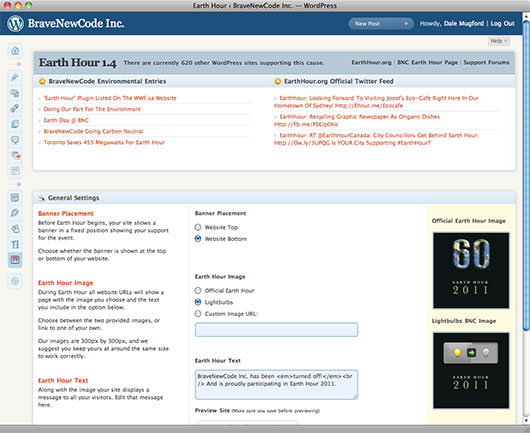 Earth Hour ‹ BraveNewCode Inc. — WordPress
BraveNewCode Inc.
New Post
Howdy, Dale Mugford | Log Out
Help
Earth Hour 1.4
There are currently 620 other WordPress sites supporting this cause.
EarthHour.org | BNC Earth Hour Page | Support Forums
BraveNewCode Environmental Entries
"Earth Hour" Plugin Listed On The WWF.ca Website
Doing Our Part For The Environment
Earth Day @ BNC
BraveNewCode Going Carbon Neutral
Toronto Saves 455 Megawatts For Earth Hour
EarthHour.org Official Twitter Feed
Earthhour: Looking Forward To Visiting Joost's Eco-Cafe Right Here In Our
Hometown Of Sydney! Http://Ehour.me/Ecocafe
Earthhour: Recycling Graphic Newspaper As Origami Dishes
Earthhour: RT @EarthHourCanada: City Councillors Get Behind Earth Hour:
Http://Ow.ly/3UPQG IS YOUR City Supporting #EarthHour?
General Settings
Banner Placement
Before Earth Hour begins, your site shows a
banner in a fixed position showing your support
for the event.
Choose whether the banner is shown at the top
or bottom of your website.
Banner Placement
Website Top
Website Bottom
Earth Hour Image
During Earth Hour all website URLs will show a
page with the image you choose and the text
you include in the option below.
Choose between the two provided images, or
link to one of your own.
Our images are 300px by 300px, and we
suggest you keep yours at around the same size
to work correctly.
Earth Hour Image
Official Earth Hour
Lightbulbs
Custom Image URL:
Earth Hour Text
Along with the image your site displays a
message to all your visitors. Edit that message
here.
Earth Hour Text
BraveNewCode Inc. has been <em>turned off!</em><br
/> And is proudly participating in Earth Hour 2011.
Preview Site (Make sure you save before previewing)
Official Earth Hour Image
60
EARTH HOUR
2011
Lightbulbs BNC Image
EARTH HOUR
2011